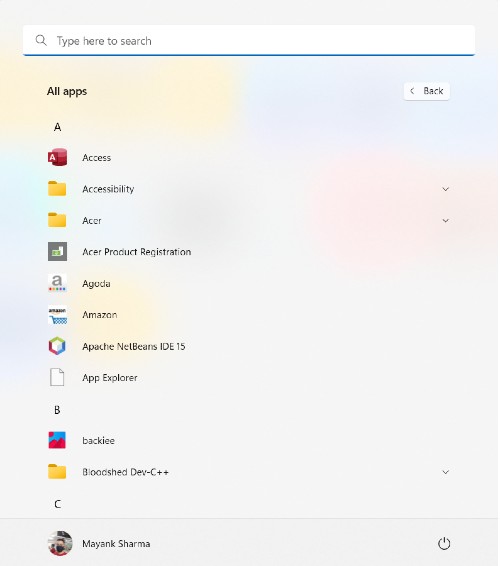 Type here to search
All apps
Back
A
Access
Accessibility
Acer
Acer Product Registration
Agoda
Amazon
Apache NetBeans IDE 15
App Explorer
B
backiee
Bloodshed Dev-C++
C
Mayank Sharma